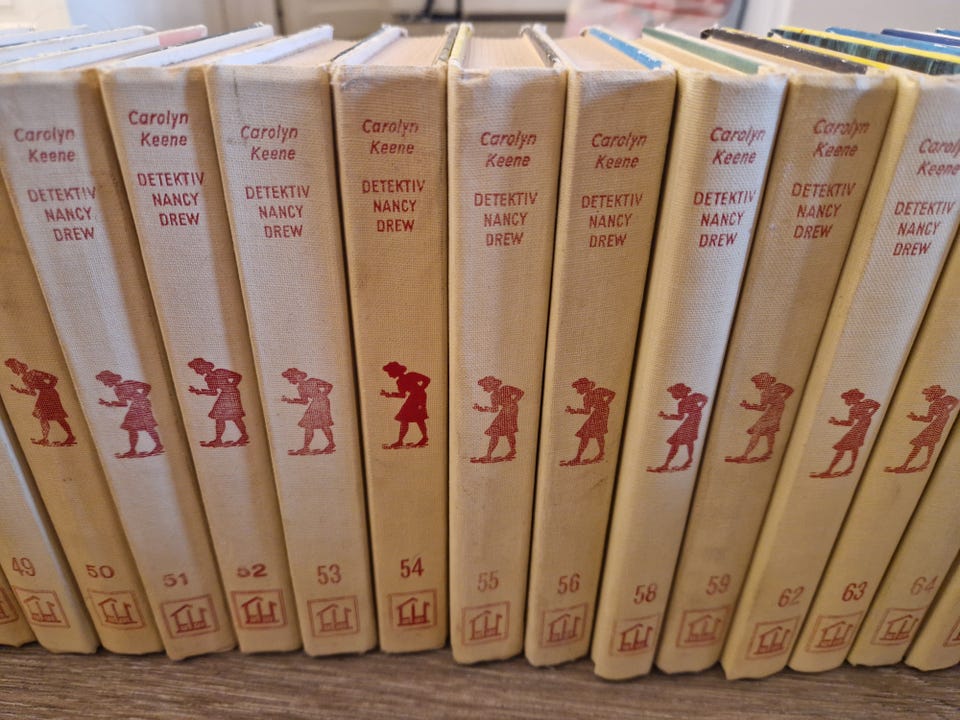 49
50
Carolyn
Keene
DETEKTIV
NANCY
DREW
51
Carolyn
Keene
DETEKTIV
NANCY
DREW
52
Carolyn
Keene
DETEKTIV
NANCY
DREW
53
Carolyn
Keene
DETEKTIV
NANCY
DREW
54
Carolyn
Keene
DETEKTIV
NANCY
DREW
55
Carolyn
Keene
DETEKTIV
NANCY
DREW
56
Carolyn
Keene
DETEKTIV
NANCY
DREW
58
Carolyn
Keene
DETEKTIV
NANCY
DREW
59
Caroly
Keene
DETEKTIV
NANCY
DREW
62
63
64